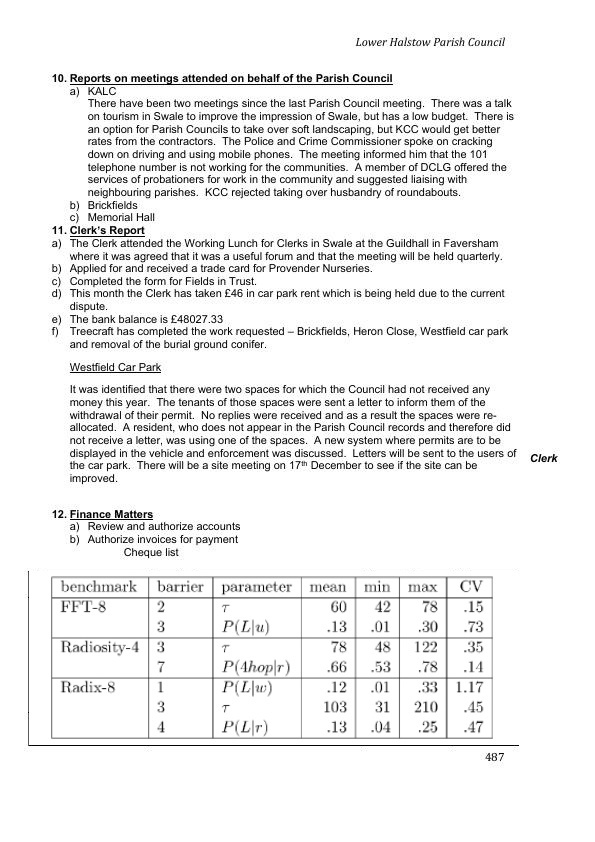 Lower Halstow Parish Council
10. Reports on meetings attended on behalf of the Parish Council
a) KALC
There have been two meetings since the last Parish Council meeting. There was a talk
on tourism in Swale to improve the impression of Swale, but has a low budget. There is
an option for Parish Councils to take over soft landscaping, but KCC would get better
rates from the contractors. The Police and Crime Commissioner spoke on cracking
down on driving and using mobile phones. The meeting informed him that the 101
telephone number is not working for the communities. A member of DCLG offered the
services of probationers for work in the community and suggested liaising with
neighbouring parishes. KCC rejected taking over husbandry of roundabouts.
b) Brickfields
c) Memorial Hall
11. Clerk's Report
a) The Clerk attended the Working Lunch for Clerks in Swale at the Guildhall in Faversham
where it was agreed that it was a useful forum and that the meeting will be held quarterly.
b) Applied for and received a trade card for Provender Nurseries.
c) Completed the form for Fields in Trust.
d) This month the Clerk has taken £46 in car park rent which is being held due to the current
dispute.
e) The bank balance is £48027.33
f) Treecraft has completed the work requested – Brickfields, Heron Close, Westfield car park
and removal of the burial ground conifer.
Westfield Car Park
It was identified that there were two spaces for which the Council had not received any
money this year. The tenants of those spaces were sent a letter to inform them of the
withdrawal of their permit. No replies were received and as a result the spaces were re-
allocated. A resident, who does not appear in the Parish Council records and therefore did
not receive a letter, was using one of the spaces. A new system where permits are to be
displayed in the vehicle and enforcement was discussed. Letters will be sent to the users of
the car park. There will be a site meeting on 17th December to see if the site can be
improved.
Clerk
12. Finance Matters
a) Review and authorize accounts
b) Authorize invoices for payment
Cheque list
benchmark barrier parameter mean min max CV
FFT-8 2 τ 60 42 78 .15
3 P(L|u) .13 .01 .30 .73
Radiosity-4 3 τ 78 48 122 .35
7 P(4hop|r) .66 .53 .78 .14
Radix-8 1 P(L|w) .12 .01 .33 1.17
3 τ 103 31 210 .45
4 P(L|r) .13 .04 .25 .47
487